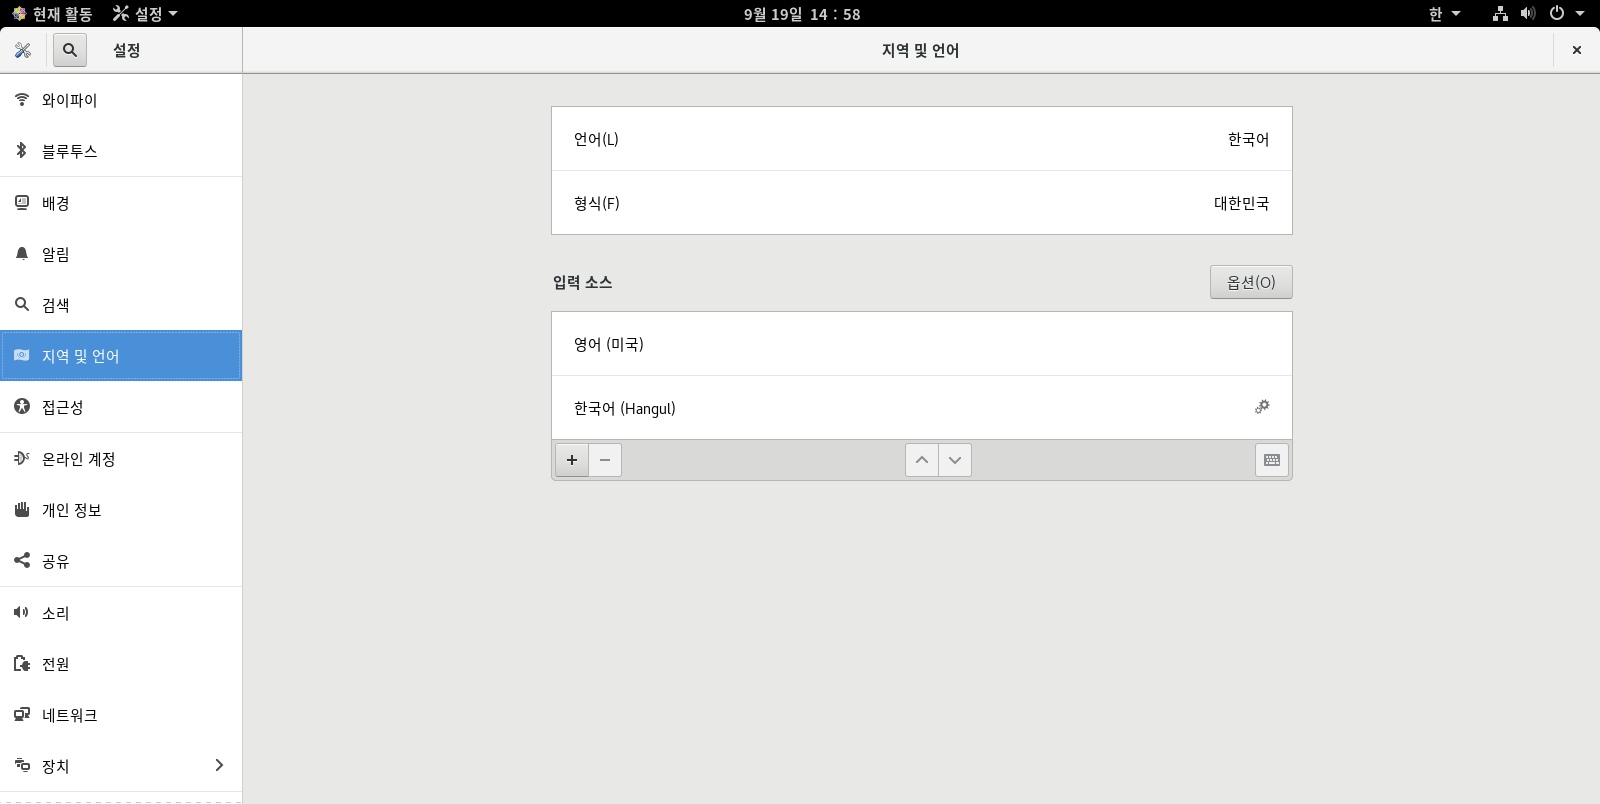 현재 활동 설정 9월 19일 14 : 58 한
설정 지역 및 언어
와이파이
블루투스
배경
알림
검색
지역 및 언어
접근성
온라인 계정
개인 정보
공유
소리
전원
네트워크
장치
언어(L) 한국어
형식(F) 대한민국
입력 소스 옵션(O)
영어 (미국)
한국어 (Hangul)